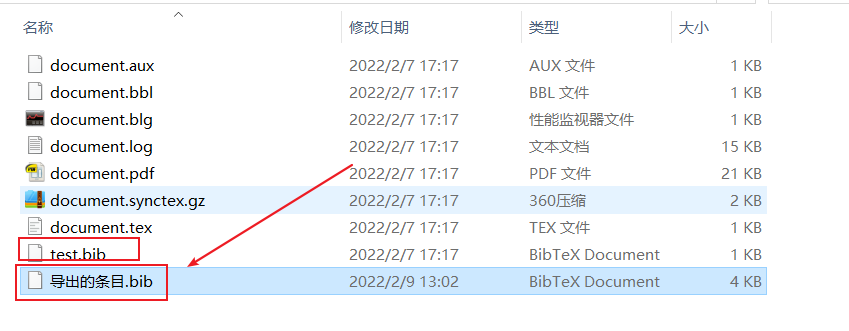 名称 修改日期 类型 大小
document.aux 2022/2/7 17:17 AUX 文件 1 KB
document.bbl 2022/2/7 17:17 BBL 文件 1 KB
document.blg 2022/2/7 17:17 性能监视器文件 1 KB
document.log 2022/2/7 17:17 文本文档 15 KB
document.pdf 2022/2/7 17:17 PDF 文件 21 KB
document.synctex.gz 2022/2/7 17:17 360压缩 2 KB
document.tex 2022/2/7 17:17 TEX 文件 1 KB
test.bib 2022/2/7 17:17 BibTeX Document 1 KB
导出的条目.bib 2022/2/9 13:02 BibTeX Document 4 KB